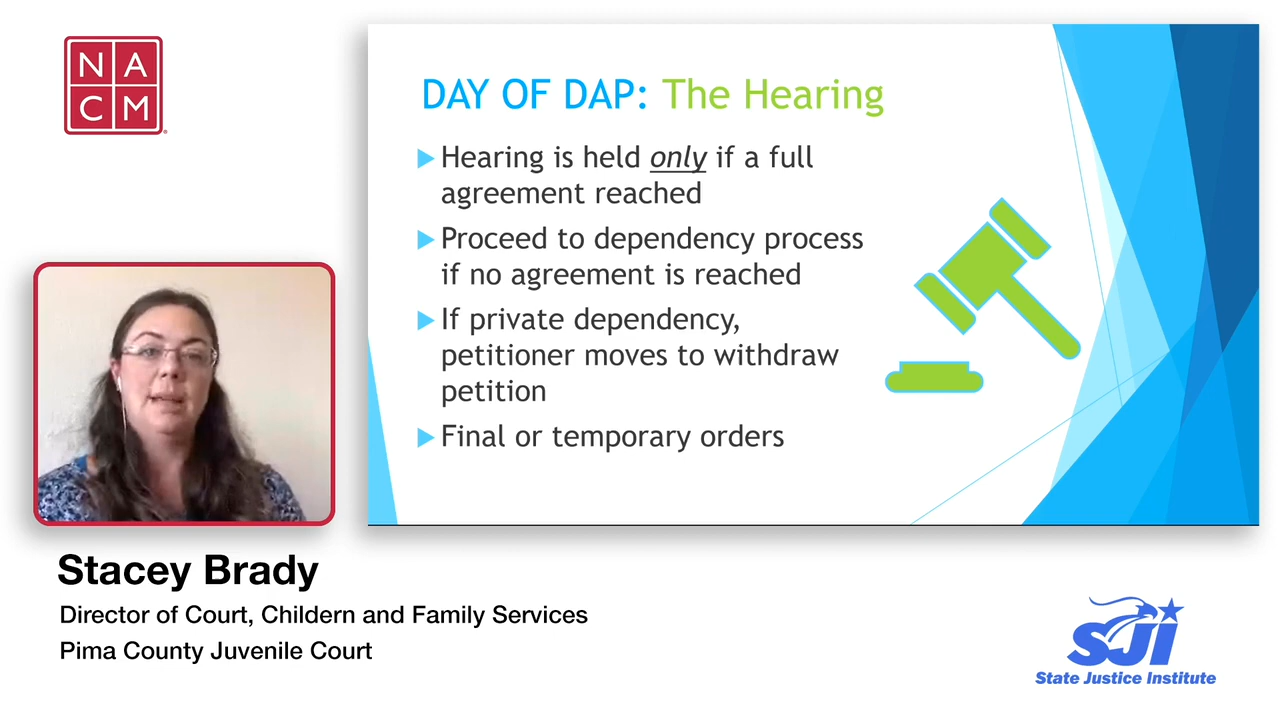 NA
CM
DAY OF DAP: The Hearing
Hearing is held only if a full
agreement reached
Proceed to dependency process
if no agreement is reached
If private dependency,
petitioner moves to withdraw
petition
Final or temporary orders
Stacey Brady
Director of Court, Childern and Family Services
Pima County Juvenile Court
SJI
State Justice Institute